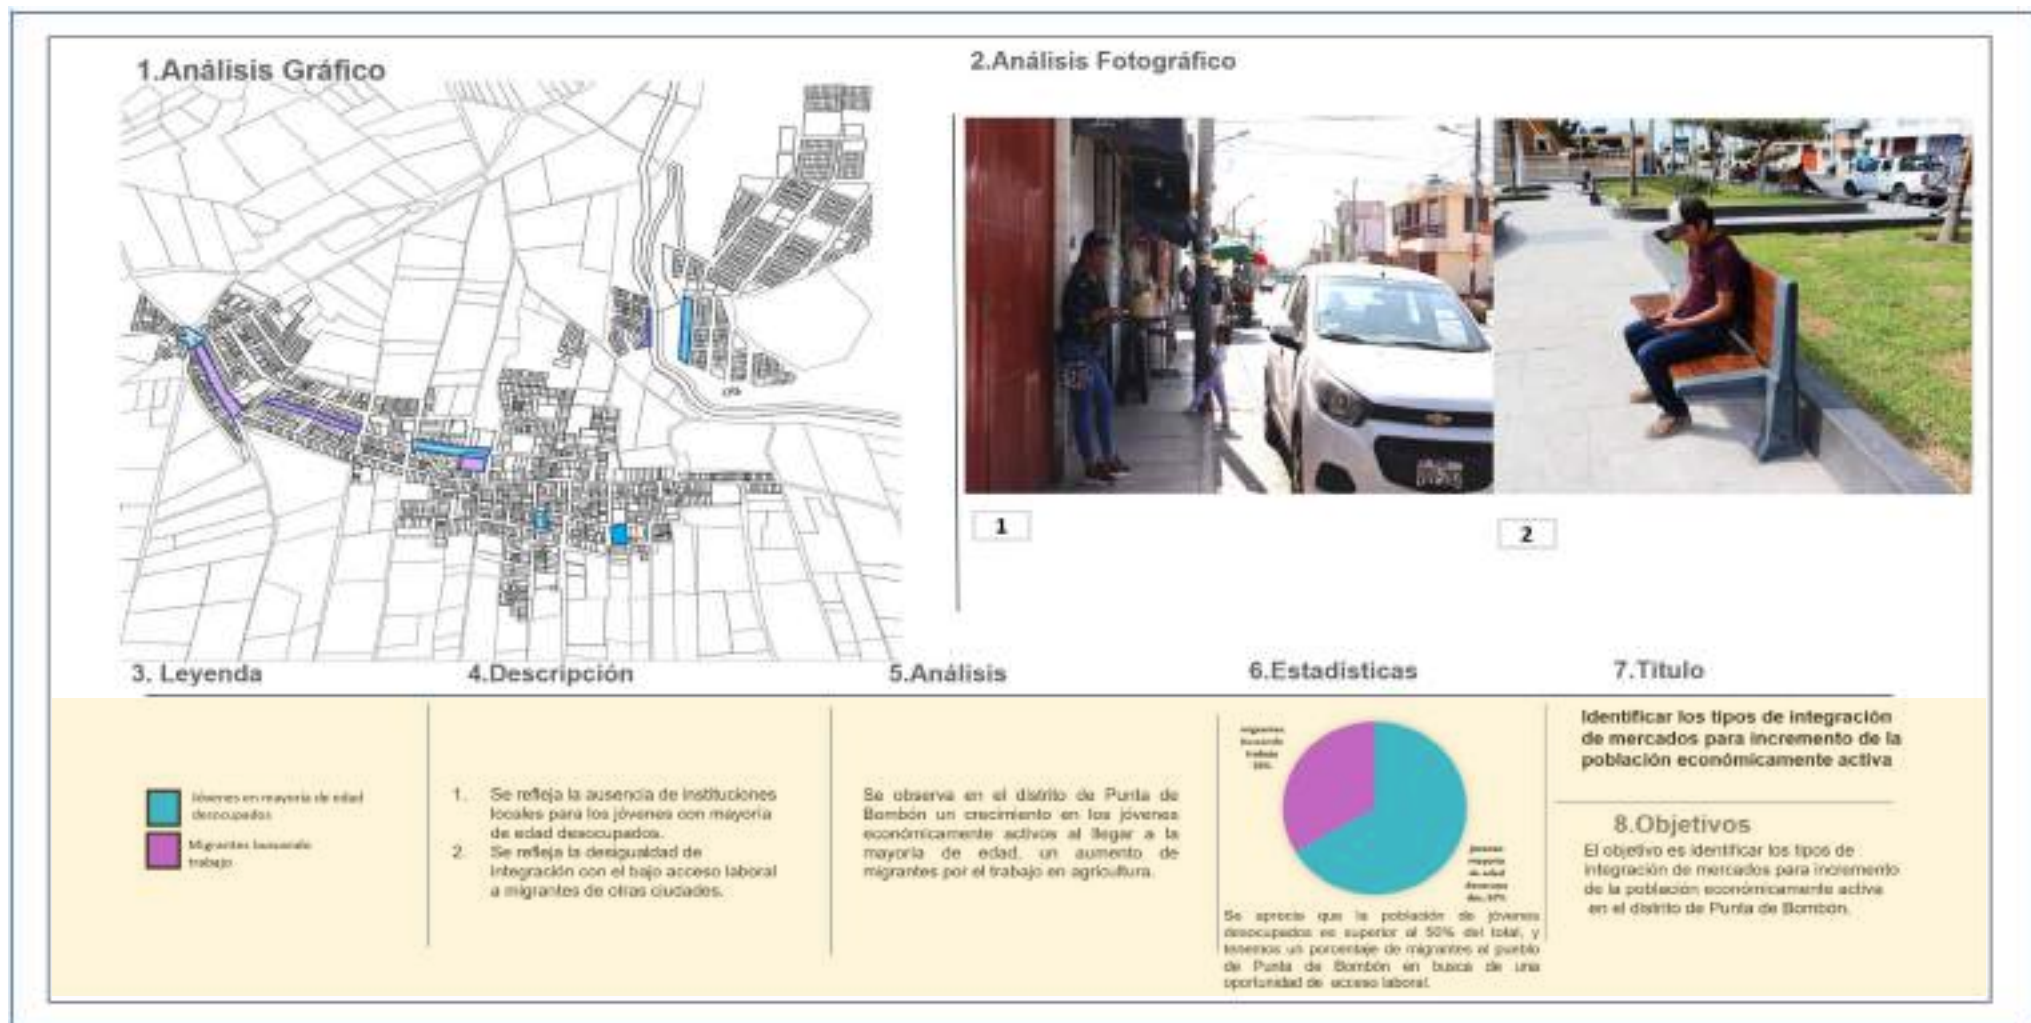 1.Análisis Gráfico
2.Análisis Fotográfico
1
2
3. Leyenda
Jóvenes en mayoría de edad
desocupados
Migrantes buscando
trabajo
4.Descripción
1. Se refleja la ausencia de instituciones
locales para los jóvenes con mayoría
de edad desocupados.
2. Se refleja la desigualdad de
integración con el bajo acceso laboral
a migrantes de otras ciudades.
5.Análisis
Se observa en el distrito de Punta de
Bombón un crecimiento en los jóvenes
económicamente activos al llegar a la
mayoría de edad, un aumento de
migrantes por el trabajo en agricultura.
6.Estadísticas
migrantes
buscando
trabajo
jóvenes
mayoría
de edad
Se aprecia que la población de jóvenes
desocupados es superior al 50% del total, y
tenemos un porcentaje de migrantes al pueblo
de Punta de Bombón en busca de una
oportunidad de acceso laboral.
7.Título
Identificar los tipos de integración
de mercados para incremento de la
población económicamente activa
8.Objetivos
El objetivo es identificar los tipos de
integración de mercados para incremento
de la población económicamente activa
en el distrito de Punta de Bombón.